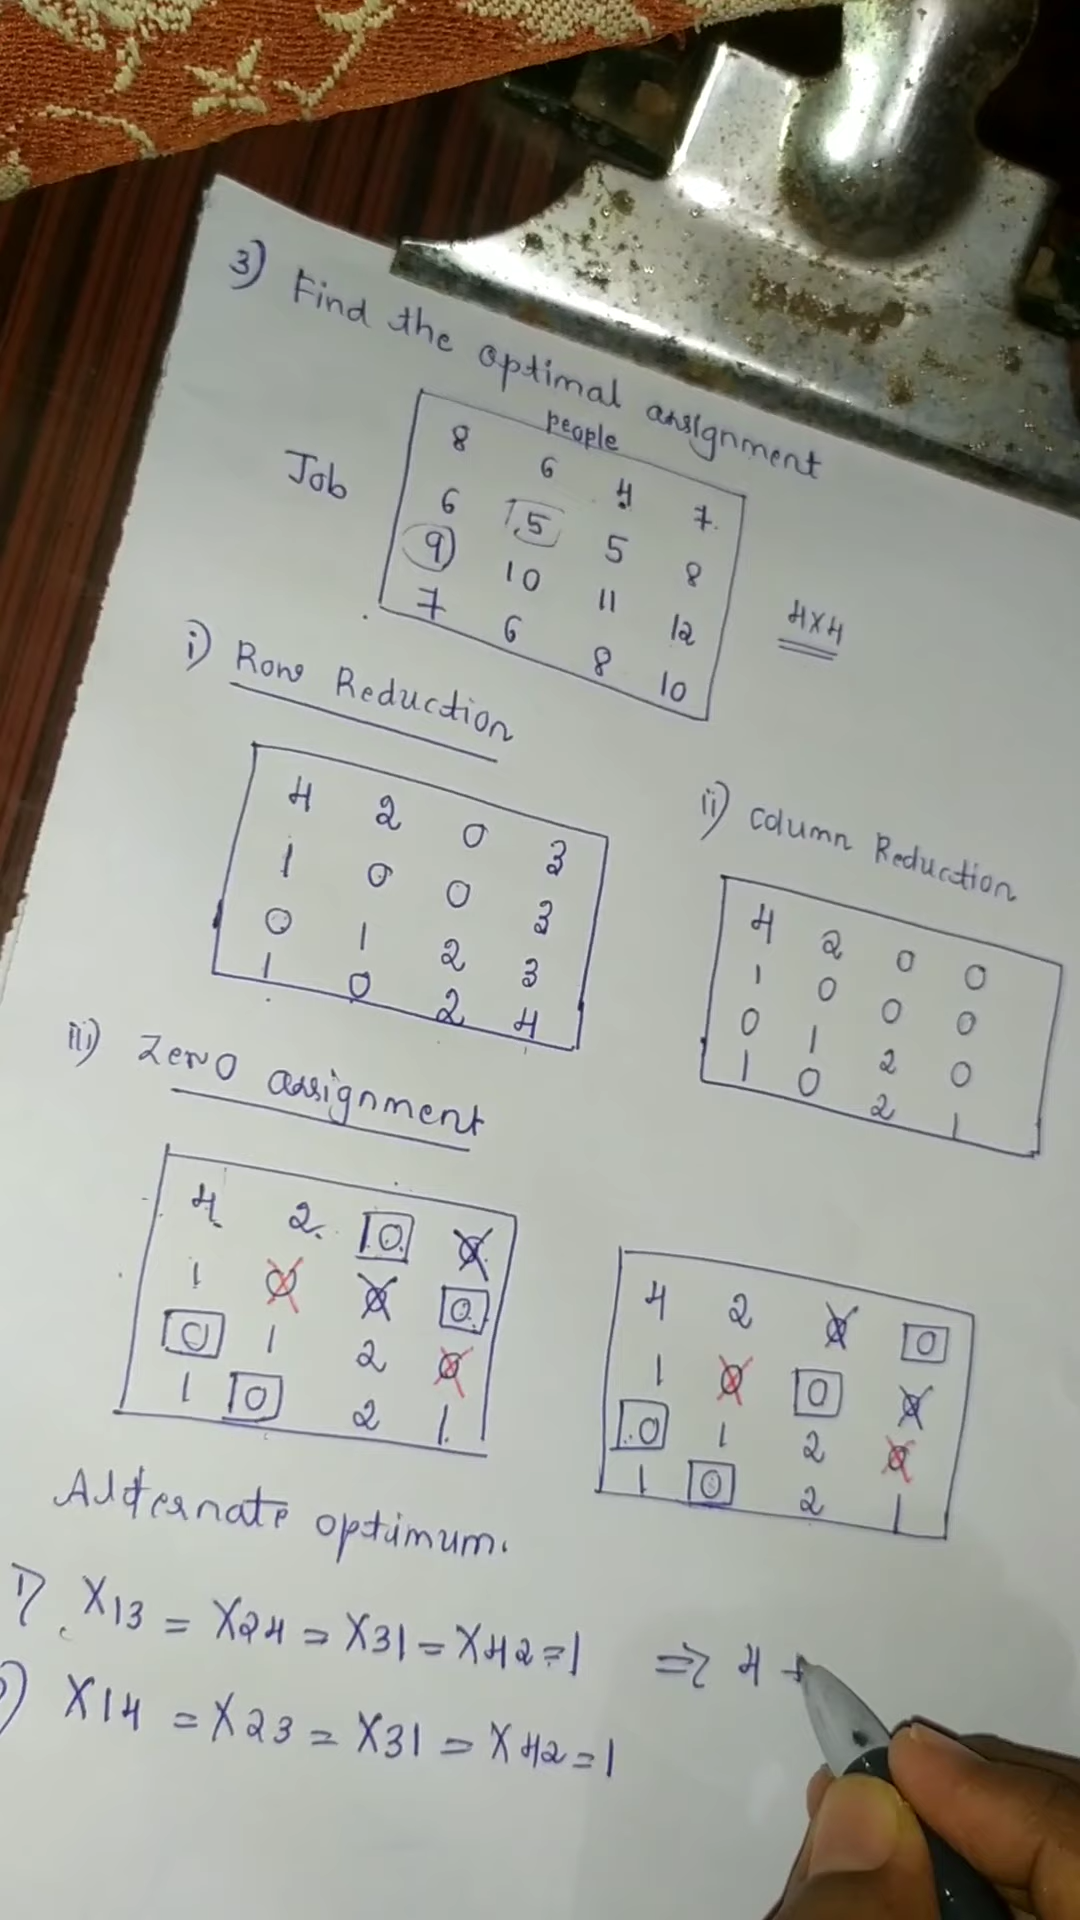 3) Find the optimal assignment
people
Job
8 6 4 7
6 5 5 8
9 10 11 12
7 6 8 10
4x4
i) Row Reduction
4 2 0 3
1 0 0 3
0 1 2 3
1 0 2 4
ii) Column Reduction
4 2 0 0
1 0 0 0
0 1 2 0
1 0 2 1
iii) Zero assignment
4 2 0 0
1 0 0 0
0 1 2 0
1 0 2 1
4 2 0 0
1 0 0 0
0 1 2 0
1 0 2 1
Alternate optimum.
1) X13 = X24 = X31 = X42 = 1 ⇒ 4 +
) X14 = X23 = X31 = X42 = 1